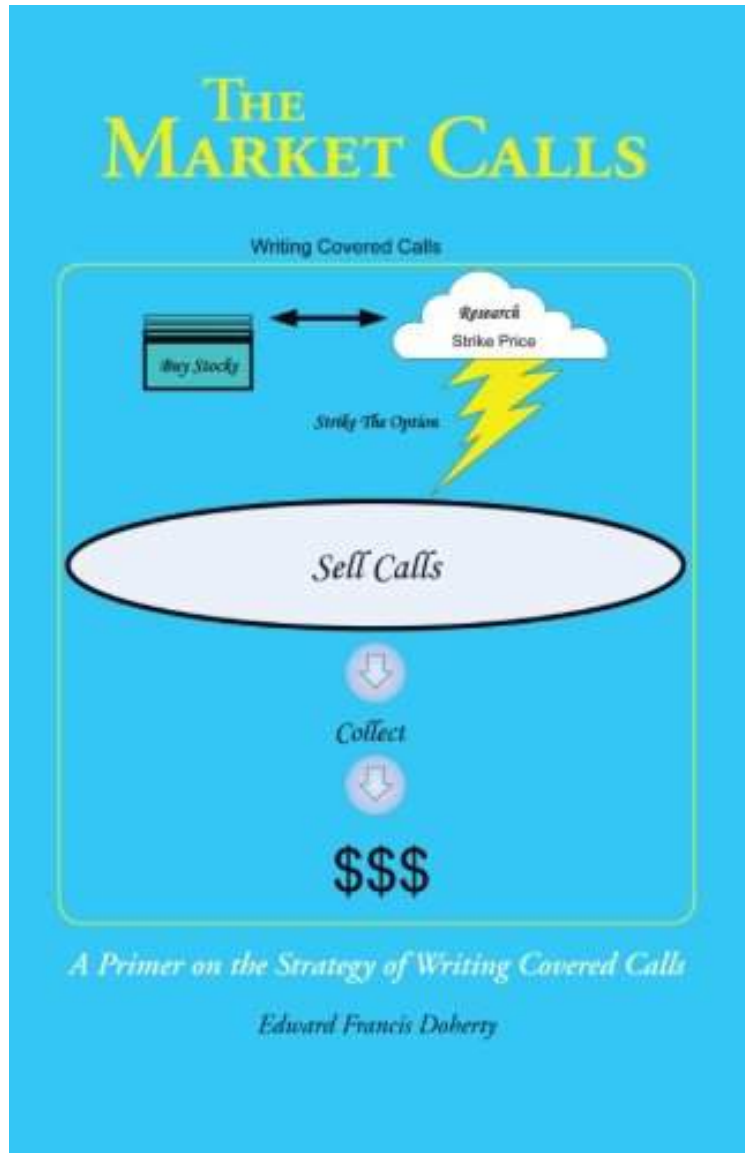 The
Market Calls
Writing Covered Calls
Research
Strike Price
Buy Stocks
Strike The Option
Sell Calls
Collect
$$$
A Primer on the Strategy of Writing Covered Calls
Edward Francis Doherty